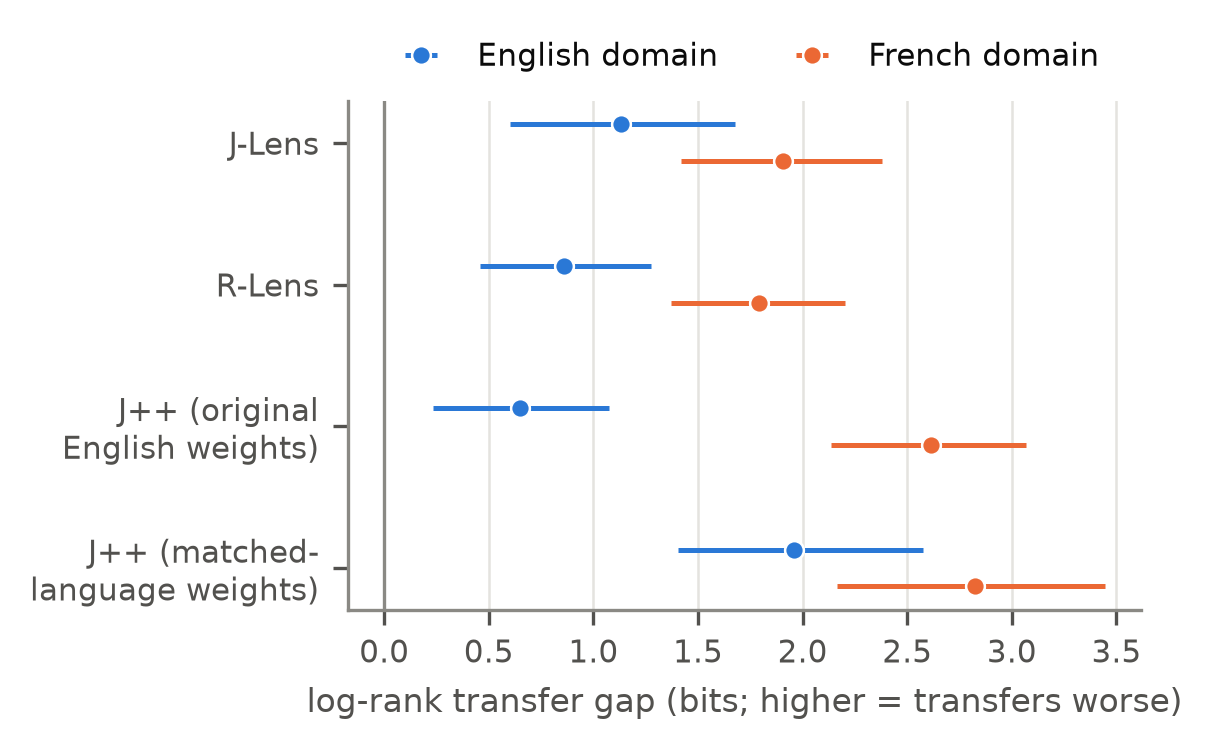 English domain
French domain
J-Lens
R-Lens
J++ (original
English weights)
J++ (matched-
language weights)
0.0 0.5 1.0 1.5 2.0 2.5 3.0 3.5
log-rank transfer gap (bits; higher = transfers worse)